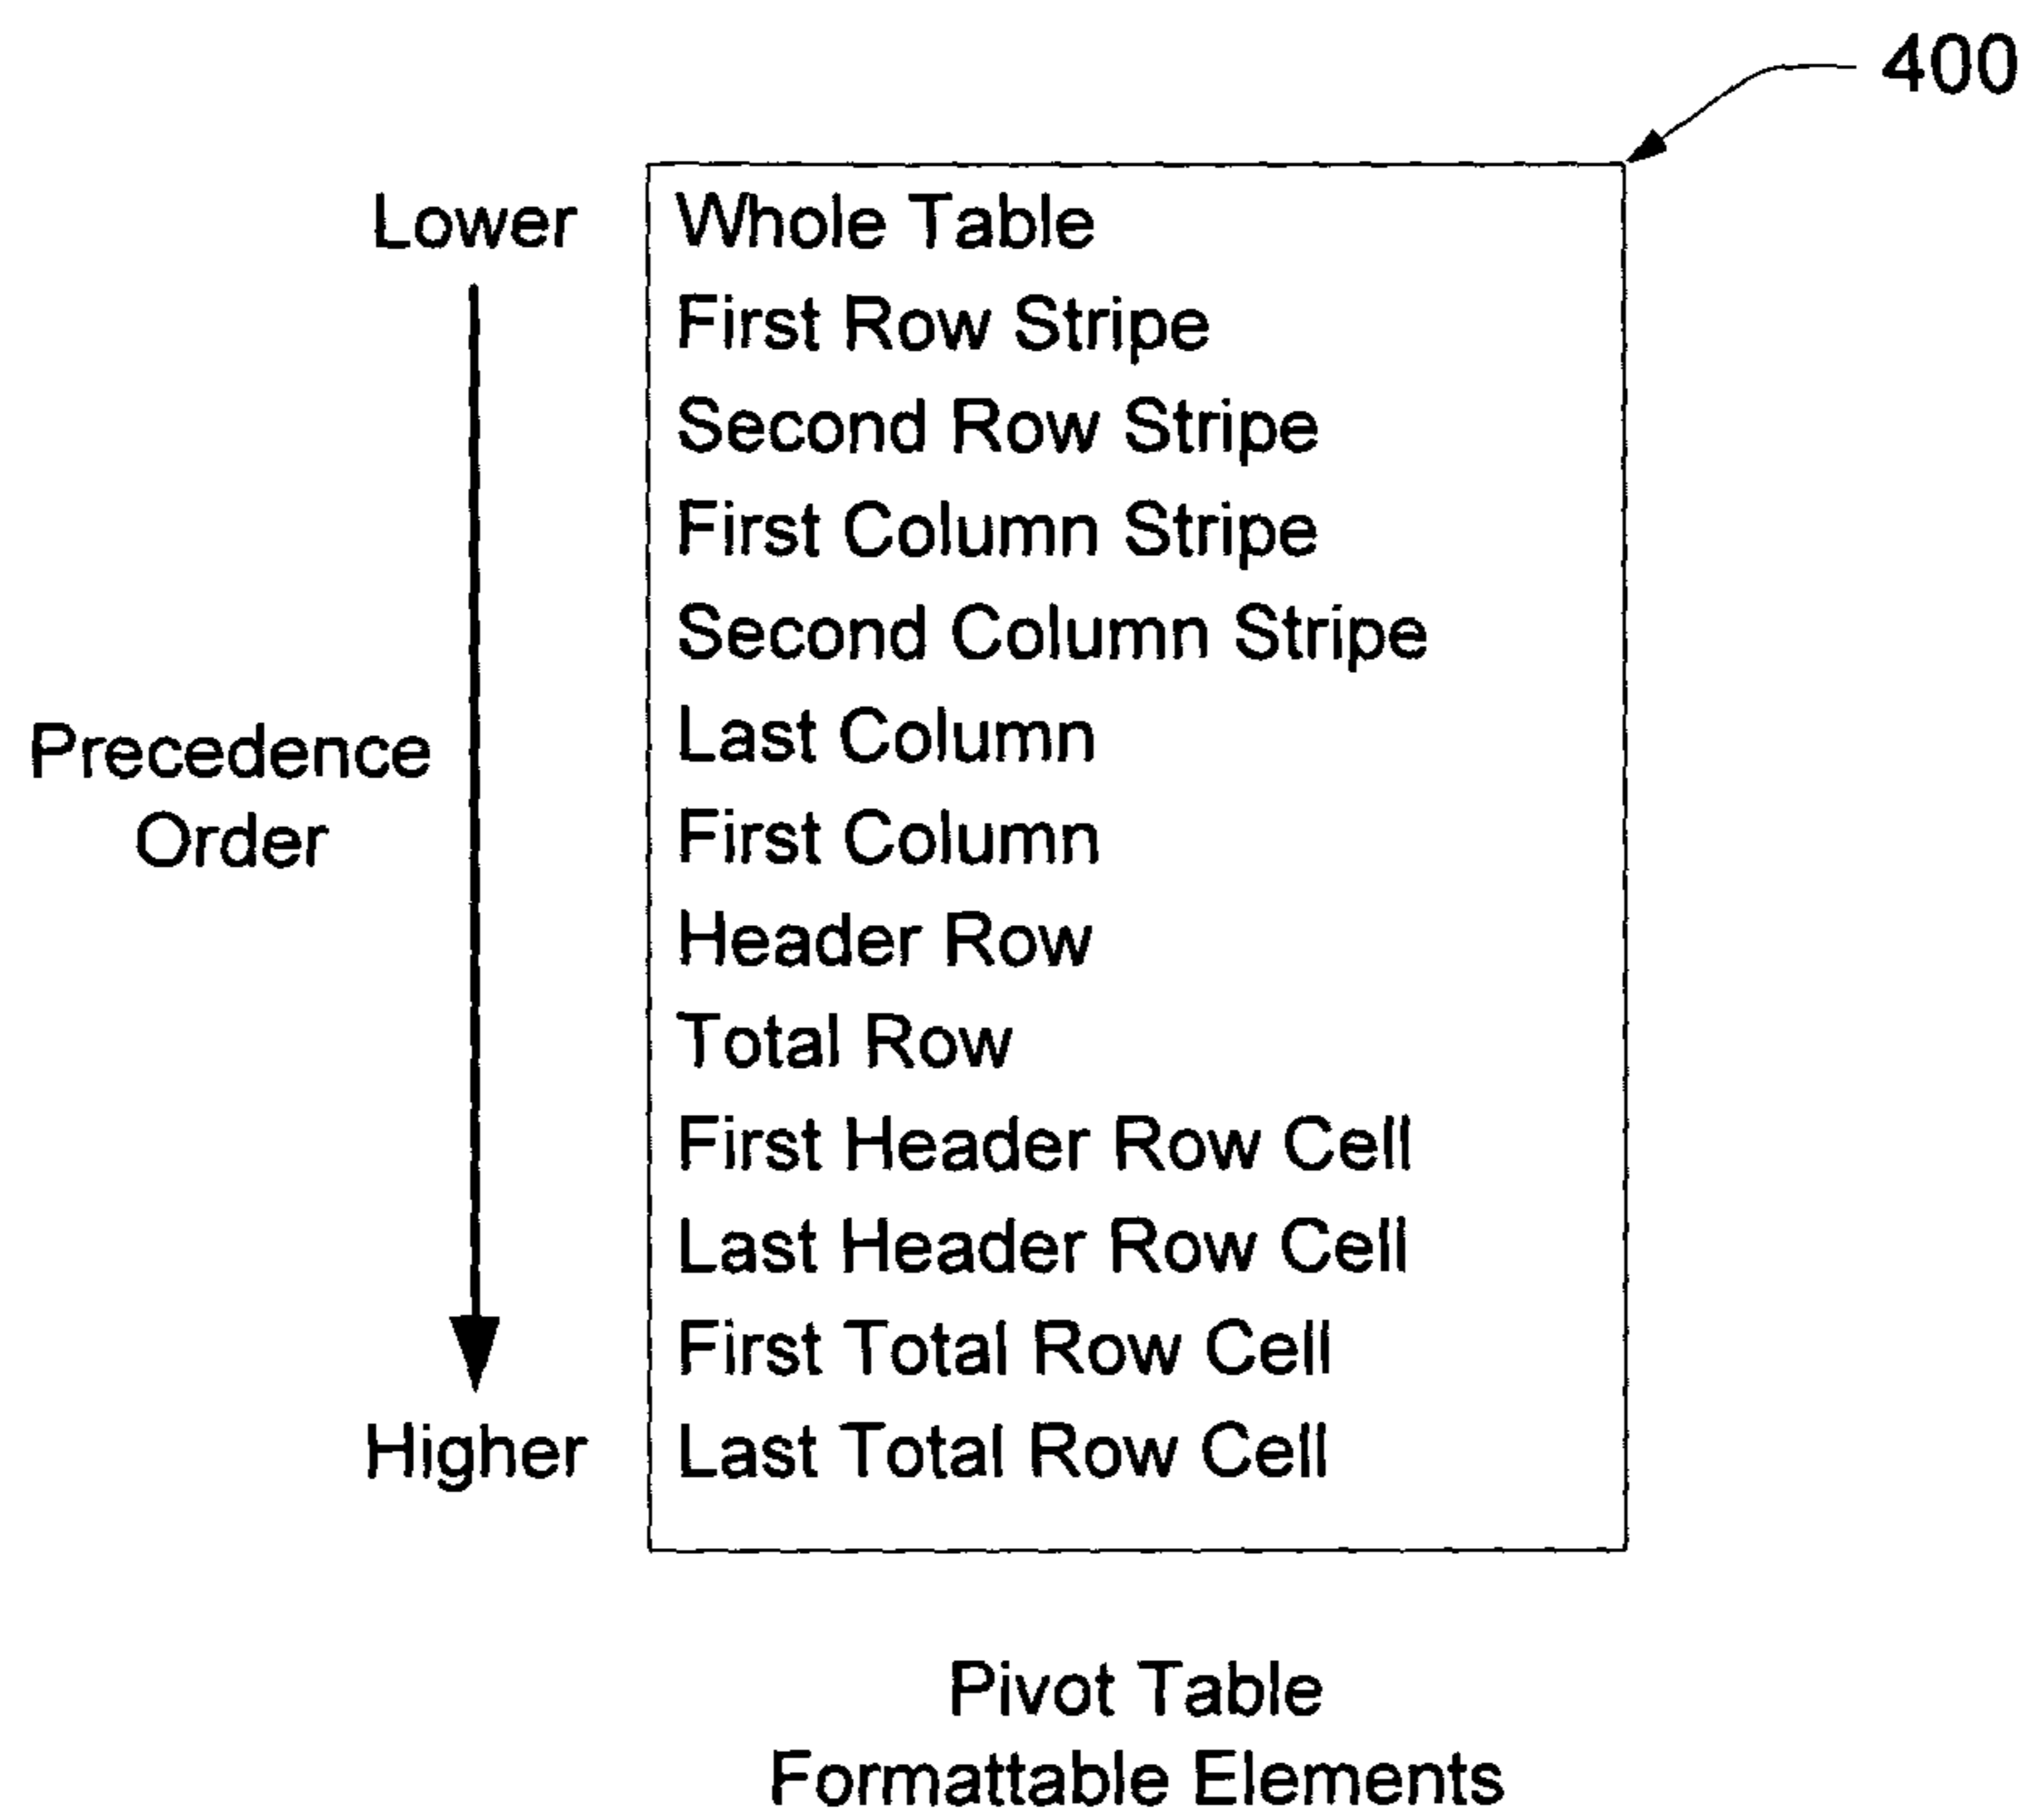 400
Lower
Whole Table
First Row Stripe
Second Row Stripe
First Column Stripe
Second Column Stripe
Last Column
Precedence
Order
First Column
Header Row
Total Row
First Header Row Cell
Last Header Row Cell
First Total Row Cell
Higher
Last Total Row Cell
Pivot Table
Formattable Elements